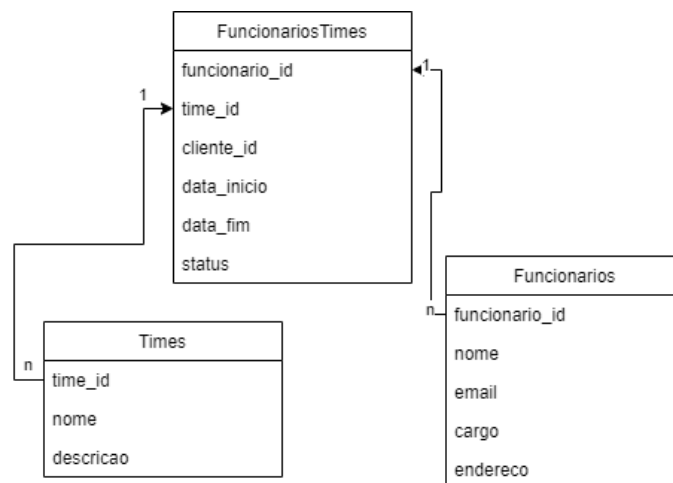 FuncionariosTimes
funcionario_id
time_id
cliente_id
data_inicio
data_fim
status
1
1
Funcionarios
funcionario_id
nome
email
cargo
endereco
n
Times
time_id
nome
descricao
n